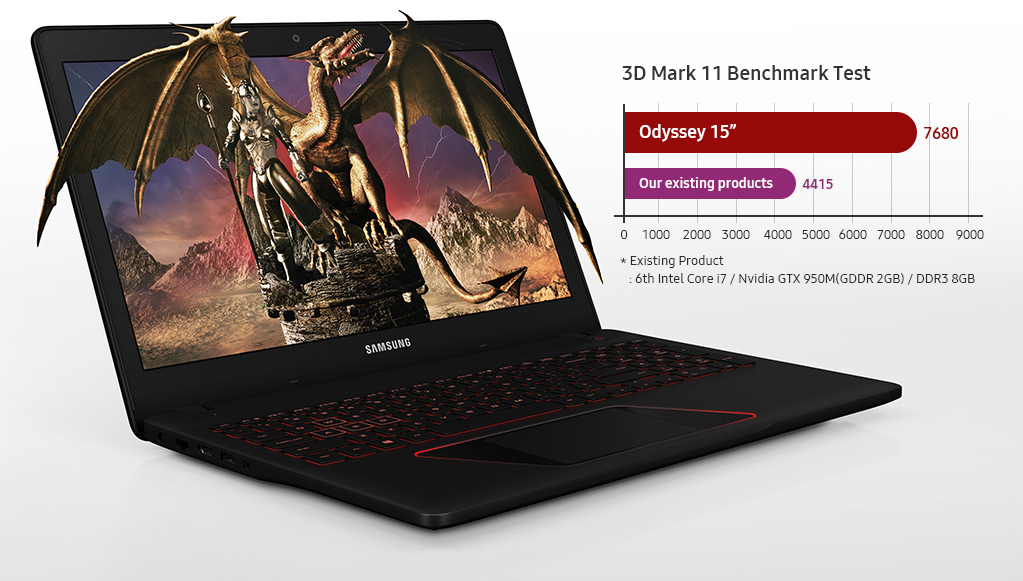 3D Mark 11 Benchmark Test
Odyssey 15”
7680
Our existing products
4415
0 1000 2000 3000 4000 5000 6000 7000 8000 9000
* Existing Product
: 6th Intel Core i7 / Nvidia GTX 950M(GDDR 2GB) / DDR3 8GB
SAMSUNG